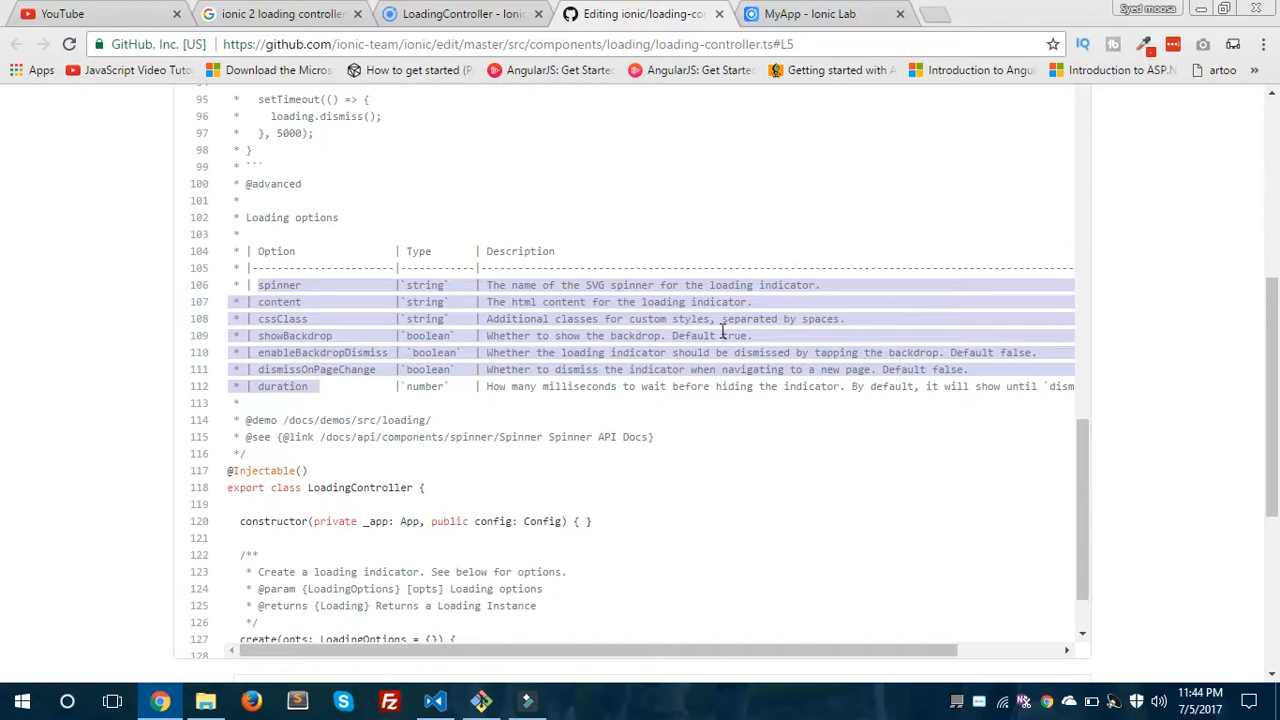 YouTube
ionic 2 loading controller
LoadingController - Ionic
Editing ionic/loading-co
MyApp - Ionic Lab
Syed moosa
GitHub, Inc. [US]
https://github.com/ionic-team/ionic/edit/master/src/components/loading/loading-controller.ts#L5
Apps
JavaScript Video Tuto
Download the Micros
How to get started (P
AngularJS: Get Starte
AngularJS: Get Starte
Getting started with A
Introduction to Angu
Introduction to ASP.N
artoo
»
95 * setTimeout(() => {
96 * loading.dismiss();
97 * }, 5000);
98 * }
99 * ```
100 * @advanced
101 *
102 * Loading options
103 *
104 * | Option | Type | Description
105 * |----------------------|-----------|-----------------------------------------------------------------------------------------------
106 * | spinner |`string` | The name of the SVG spinner for the loading indicator.
107 * | content |`string` | The html content for the loading indicator.
108 * | cssClass |`string` | Additional classes for custom styles, separated by spaces.
109 * | showBackdrop |`boolean` | Whether to show the backdrop. Default true.
110 * | enableBackdropDismiss | `boolean` | Whether the loading indicator should be dismissed by tapping the backdrop. Default false.
111 * | dismissOnPageChange |`boolean` | Whether to dismiss the indicator when navigating to a new page. Default false.
112 * | duration |`number` | How many milliseconds to wait before hiding the indicator. By default, it will show until `dism
113 *
114 * @demo /docs/demos/src/loading/
115 * @see {@link /docs/api/components/spinner/Spinner Spinner API Docs}
116 */
117 @Injectable()
118 export class LoadingController {
119
120 constructor(private _app: App, public config: Config) { }
121
122 /**
123 * Create a loading indicator. See below for options.
124 * @param {LoadingOptions} [opts] Loading options
125 * @returns {Loading} Returns a Loading Instance
126 */
127 create(opts: LoadingOptions = {}) {
128
11:44 PM
7/5/2017